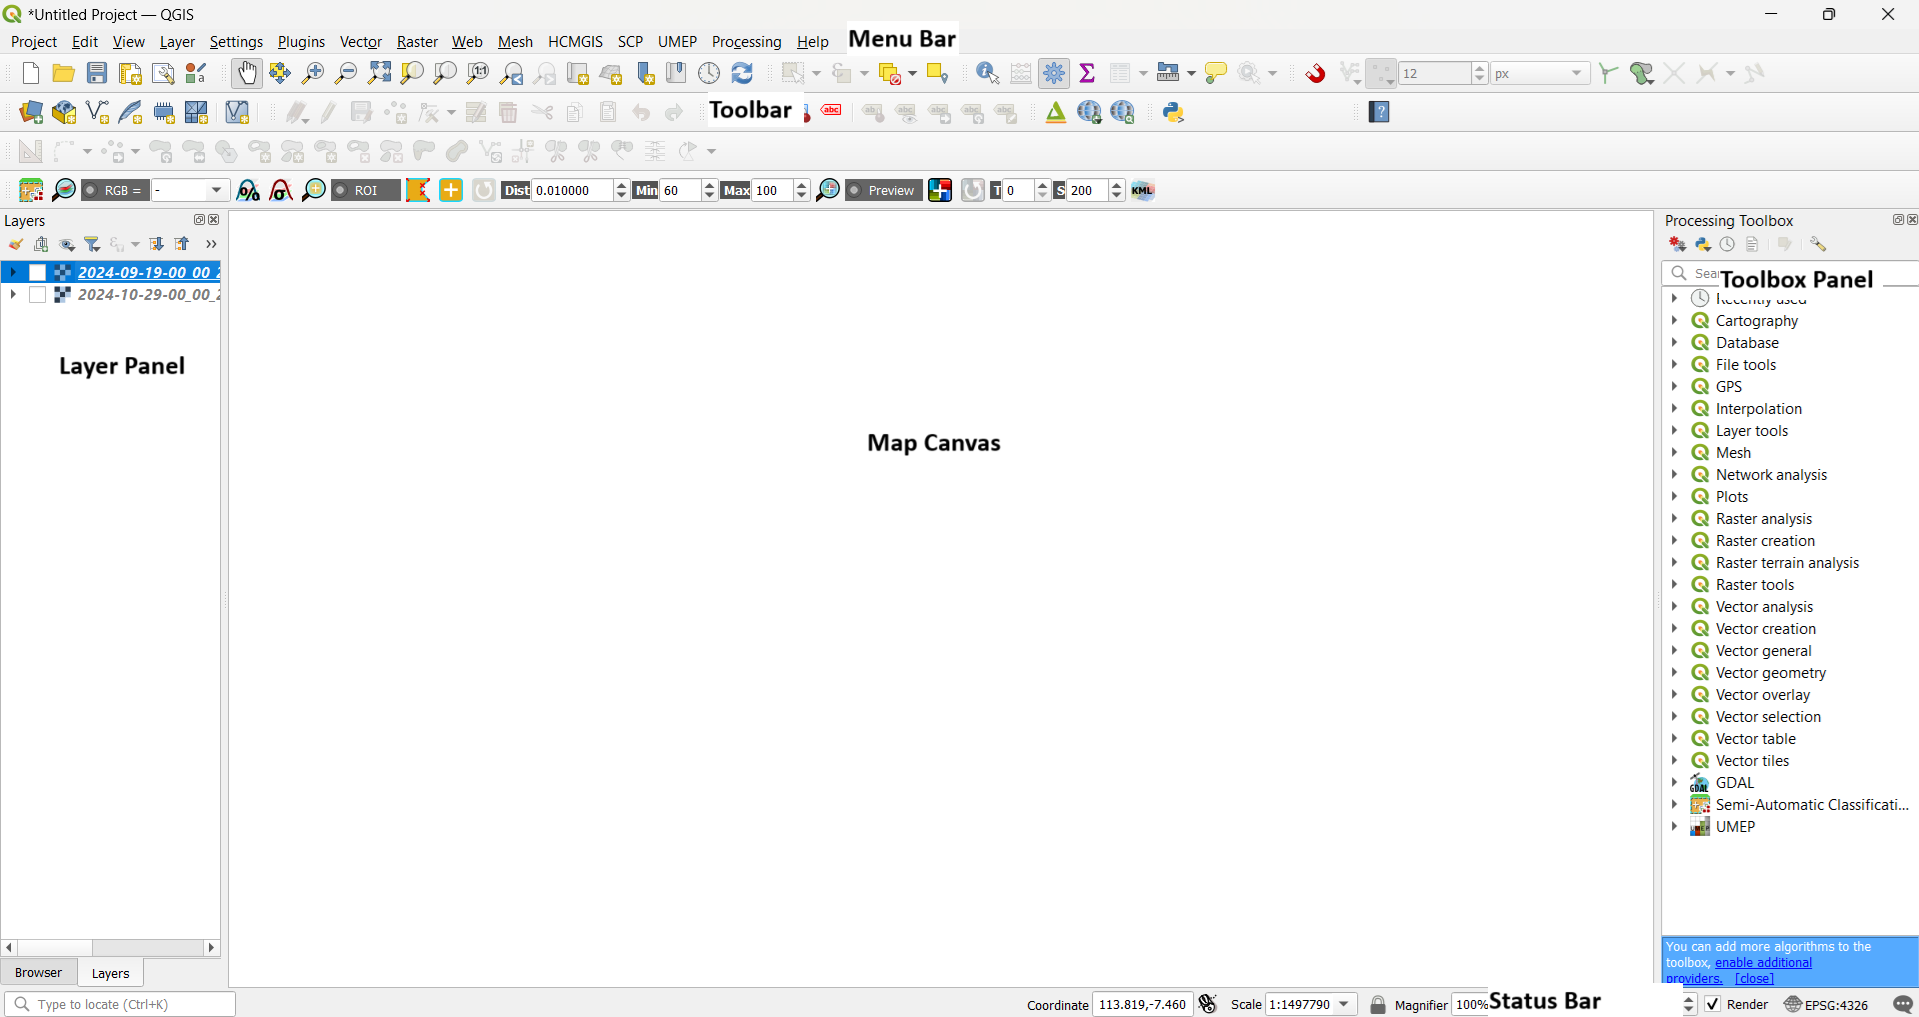 *Untitled Project — QGIS
Project Edit View Layer Settings Plugins Vector Raster Web Mesh HCMGIS SCP UMEP Processing Help Menu Bar
1:1 12 px
Toolbar abc
RGB = - % σ ROI Dist 0.010000 Min 60 Max 100 Preview T 0 S 200 KML
Layers
2024-09-19-00_00_2
2024-10-29-00_00_2
Layer Panel
Browser Layers
Map Canvas
Processing Toolbox
Toolbox Panel
Recently used
Cartography
Database
File tools
GPS
Interpolation
Layer tools
Mesh
Network analysis
Plots
Raster analysis
Raster creation
Raster terrain analysis
Raster tools
Vector analysis
Vector creation
Vector general
Vector geometry
Vector overlay
Vector selection
Vector table
Vector tiles
GDAL
Semi-Automatic Classificati...
UMEP
You can add more algorithms to the
toolbox, enable additional
providers. [close]
Type to locate (Ctrl+K) Coordinate 113.819,-7.460 Scale 1:1497790 Magnifier 100% Status Bar Render EPSG:4326